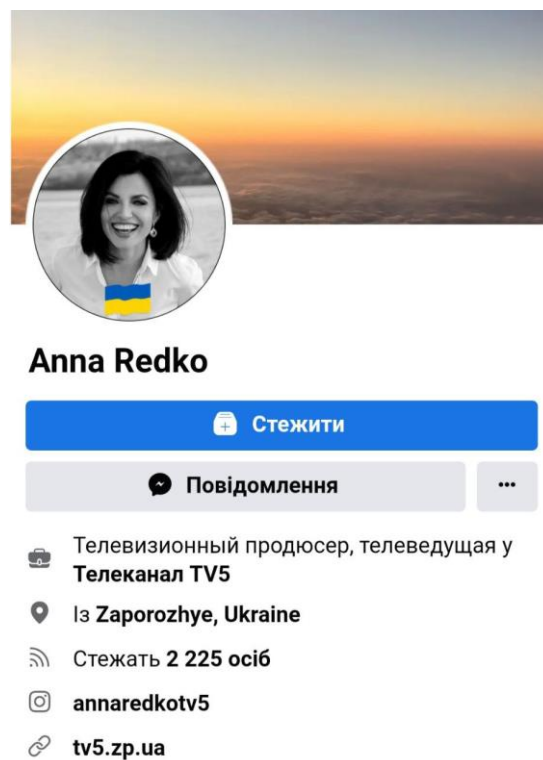 Anna Redko
Стежити
Повідомлення
Телевизионный продюсер, телеведущая у
Телеканал TV5
Із Zaporozhye, Ukraine
Стежать 2 225 осіб
annaredkotv5
tv5.zp.ua